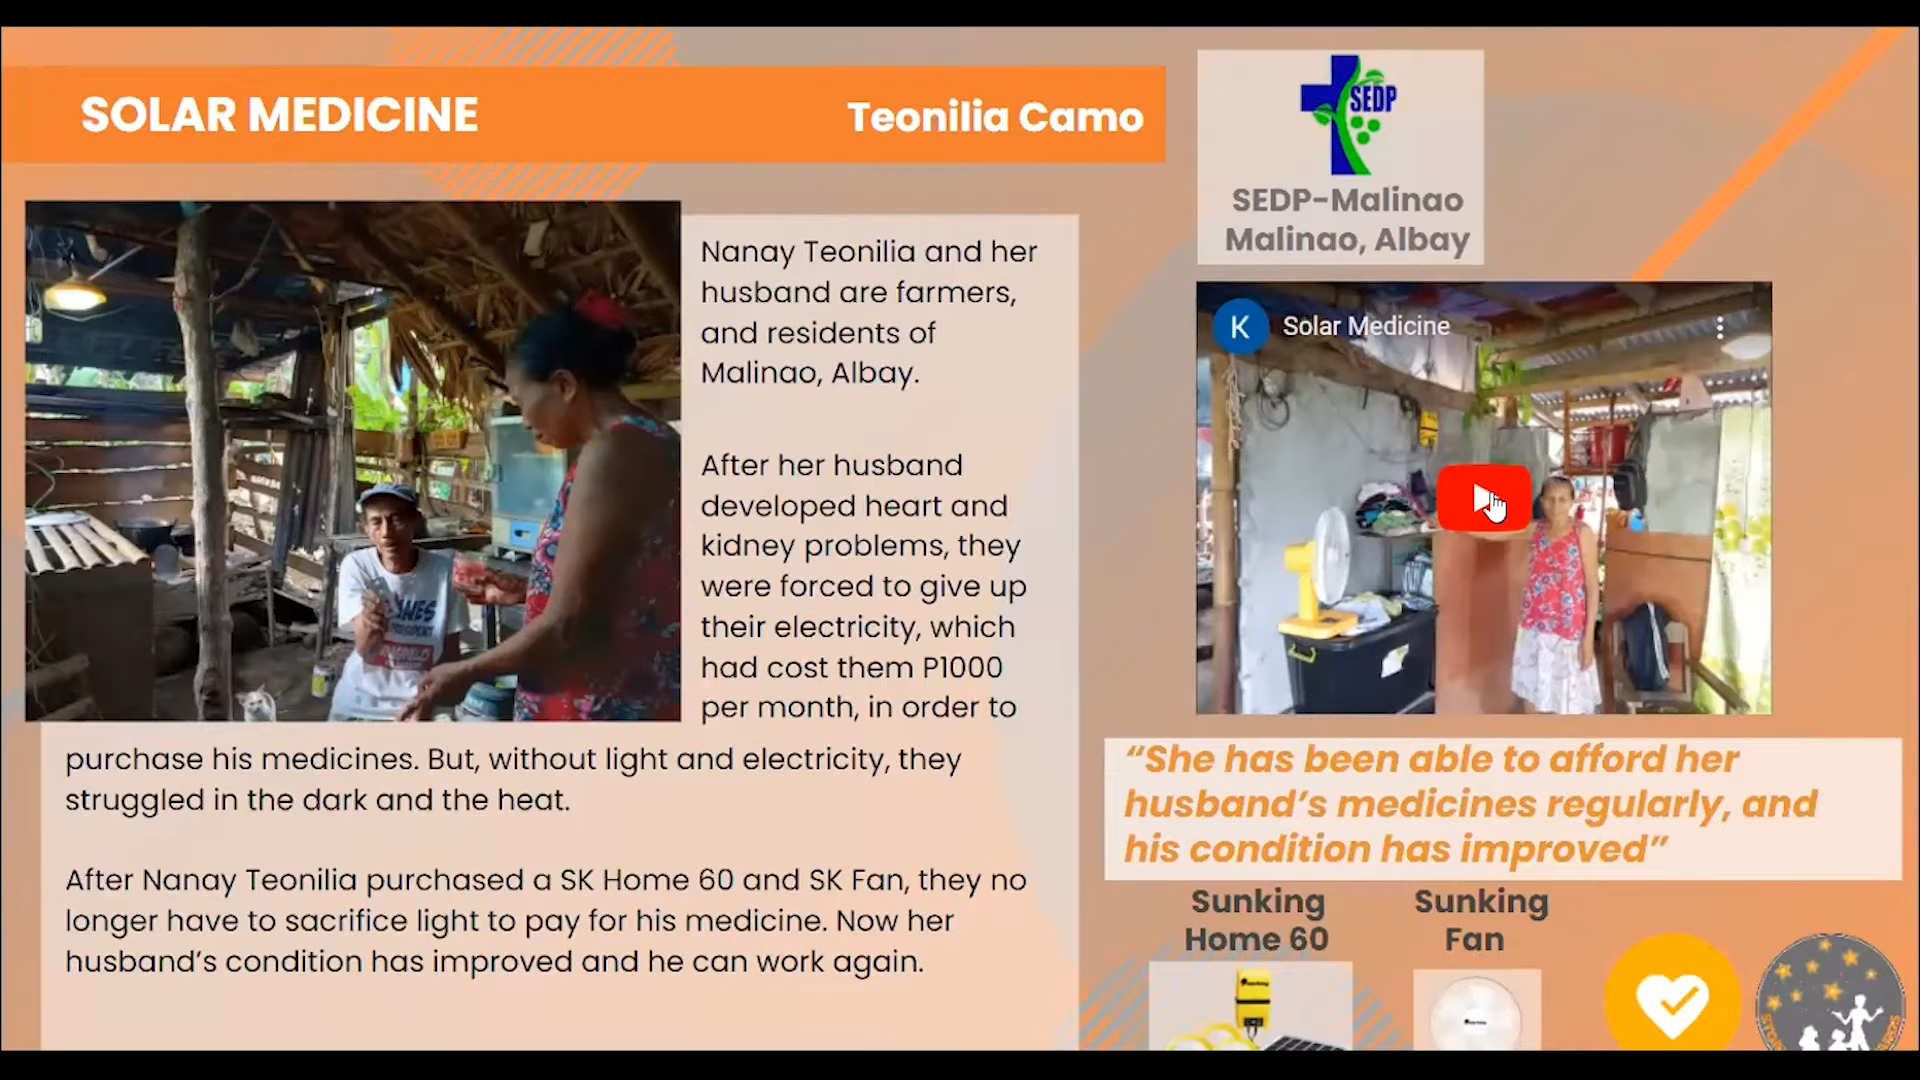 SOLAR MEDICINE
Teonilia Camo
SEDP
SEDP-Malinao
Malinao, Albay
Nanay Teonilia and her
husband are farmers,
and residents of
Malinao, Albay.
After her husband
developed heart and
kidney problems, they
were forced to give up
their electricity, which
had cost them P1000
per month, in order to
purchase his medicines. But, without light and electricity, they
struggled in the dark and the heat.
After Nanay Teonilia purchased a SK Home 60 and SK Fan, they no
longer have to sacrifice light to pay for his medicine. Now her
husband's condition has improved and he can work again.
K
Solar Medicine
“She has been able to afford her
husband’s medicines regularly, and
his condition has improved”
Sunking
Home 60
Sunking
Fan